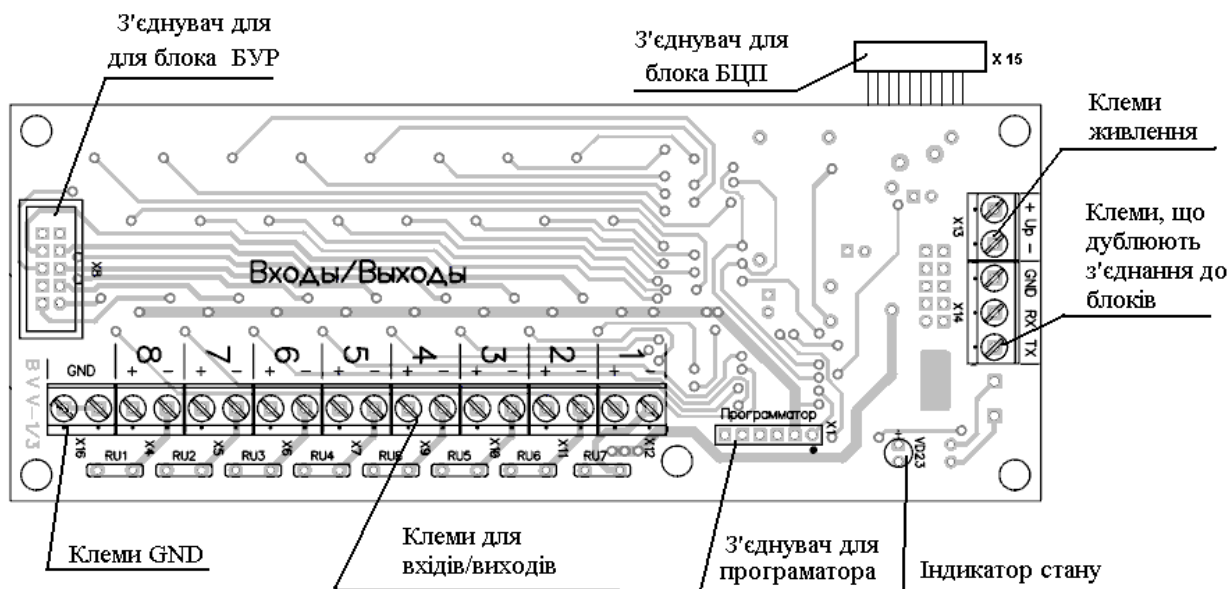 З'єднувач для
для блока БУР
З'єднувач для
блока БЦП
X 15
Клеми
живлення
Клеми, що
дублюють
з'єднання до
блоків
+ Up –
X13
GND RX TX
X14
X8
Входы/Выходы
BVV-1/3
GND 8 7 6 5 4 3 2 1
+ – + – + – + – + – + – + – + –
X16 X4 X5 X6 X7 X9 X10 X11 X12
RU1 RU2 RU3 RU4 RU8 RU5 RU6 RU7
Программатор
X1
VD23
+
Клеми GND
Клеми для
вхідів/виходів
З'єднувач для
програматора
Індикатор стану